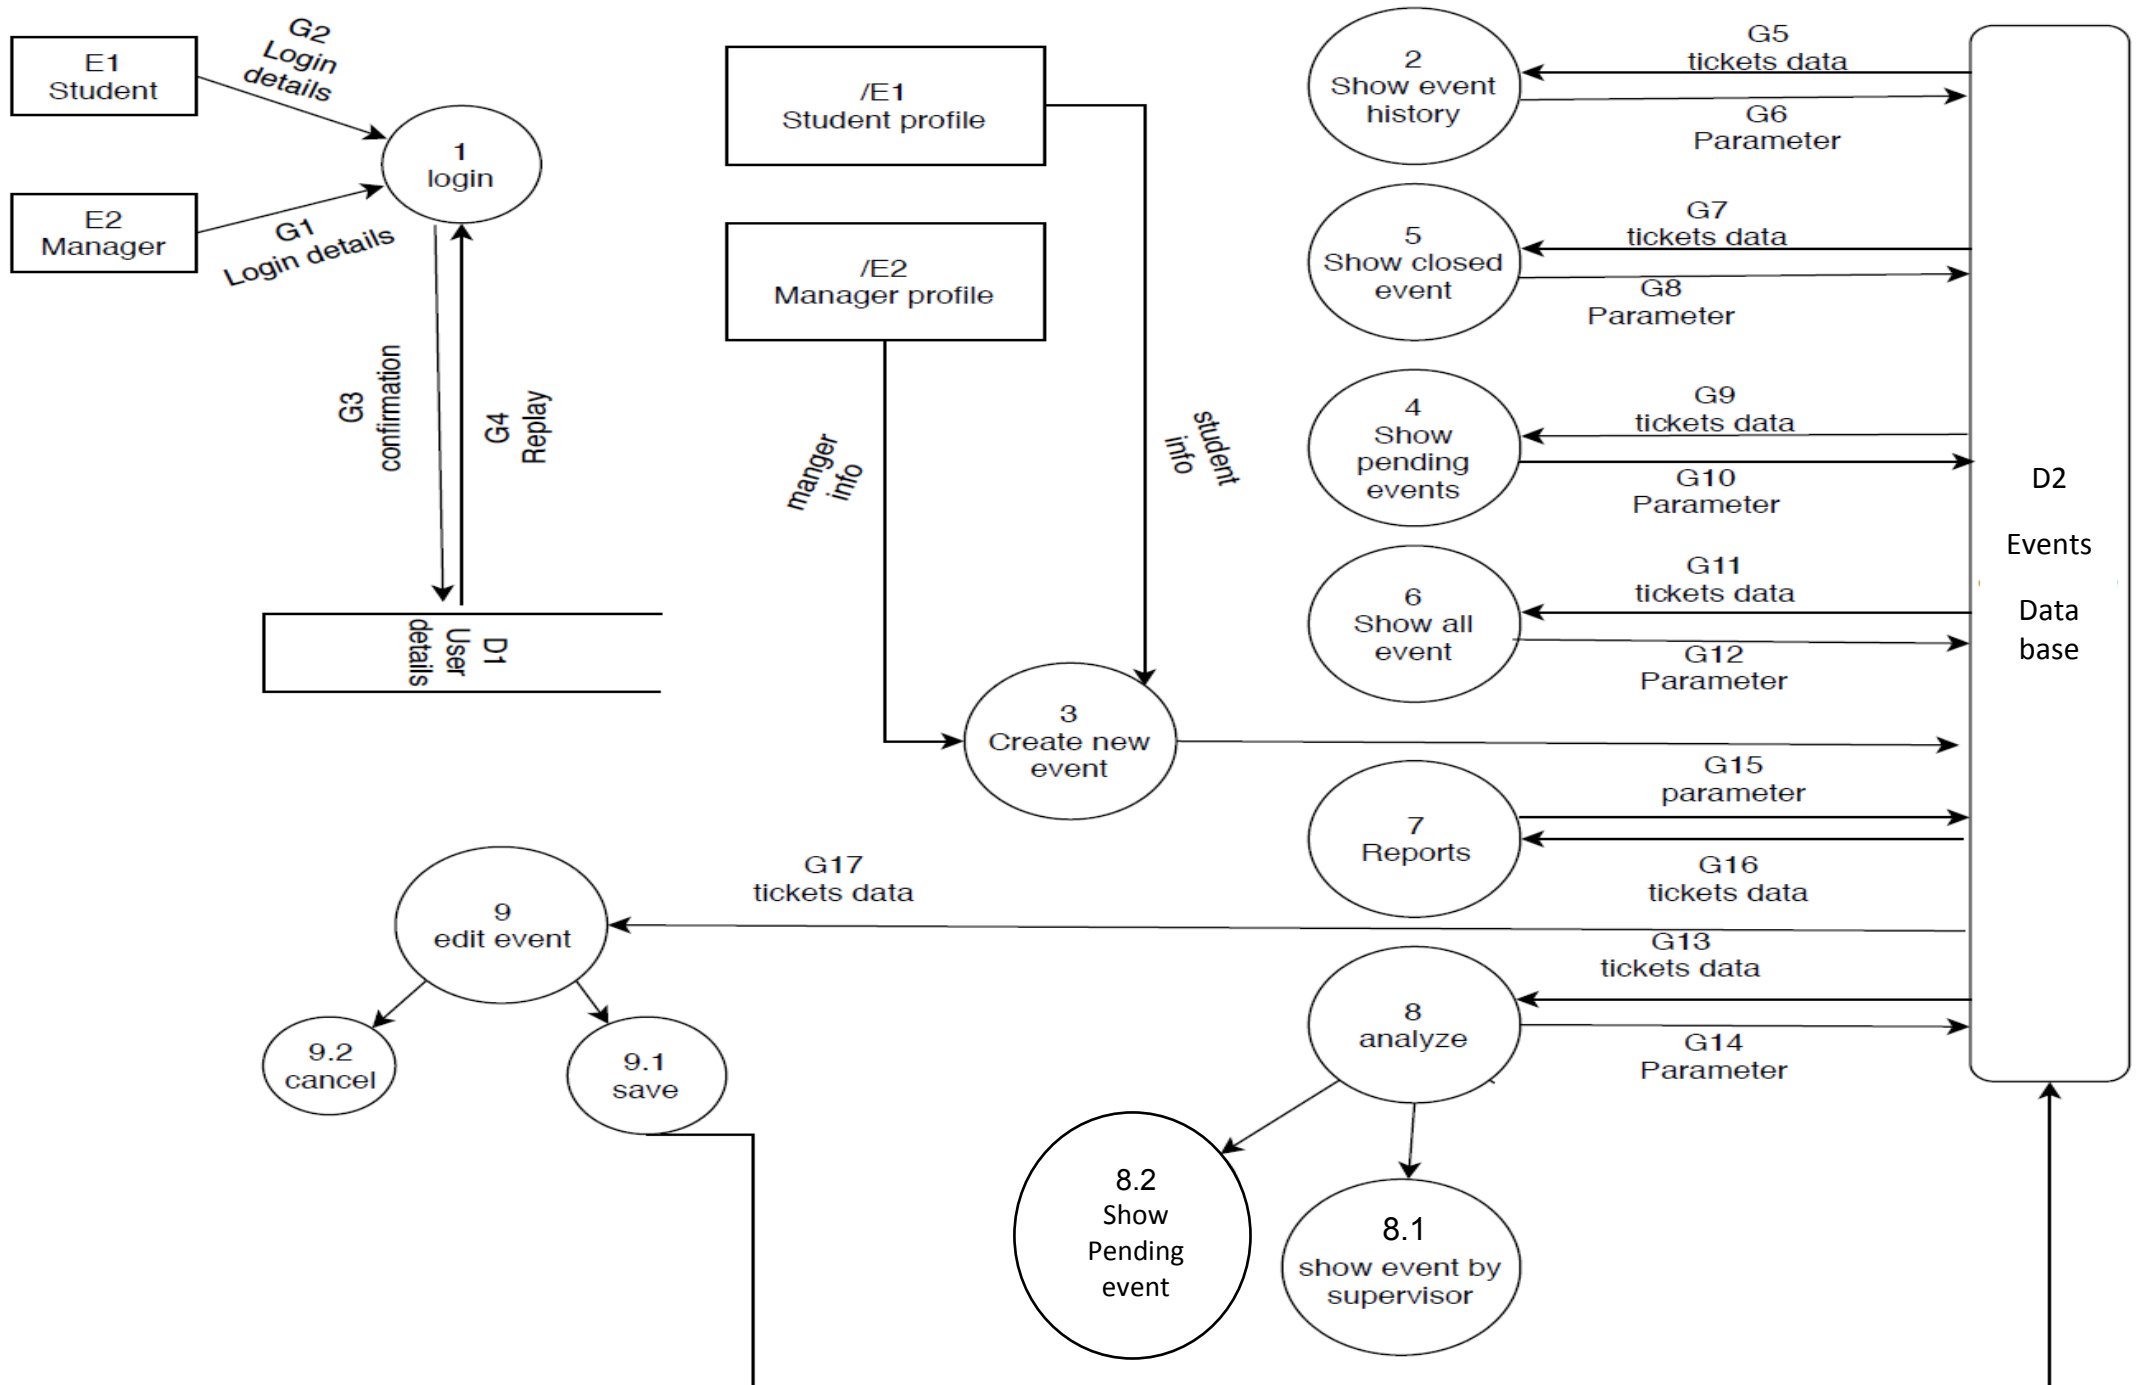 E1
Student
G2
Login
details
E2
Manager
G1
Login details
1
login
G3
confirmation
G4
Replay
D1
User
details
/E1
Student profile
/E2
Manager profile
manger
info
student
info
3
Create new
event
2
Show event
history
G5
tickets data
G6
Parameter
5
Show closed
event
G7
tickets data
G8
Parameter
4
Show
pending
events
G9
tickets data
G10
Parameter
6
Show all
event
G11
tickets data
G12
Parameter
D2
Events
Data
base
G15
parameter
7
Reports
G16
tickets data
G17
tickets data
9
edit event
9.2
cancel
9.1
save
G13
tickets data
8
analyze
G14
Parameter
8.2
Show
Pending
event
8.1
show event by
supervisor